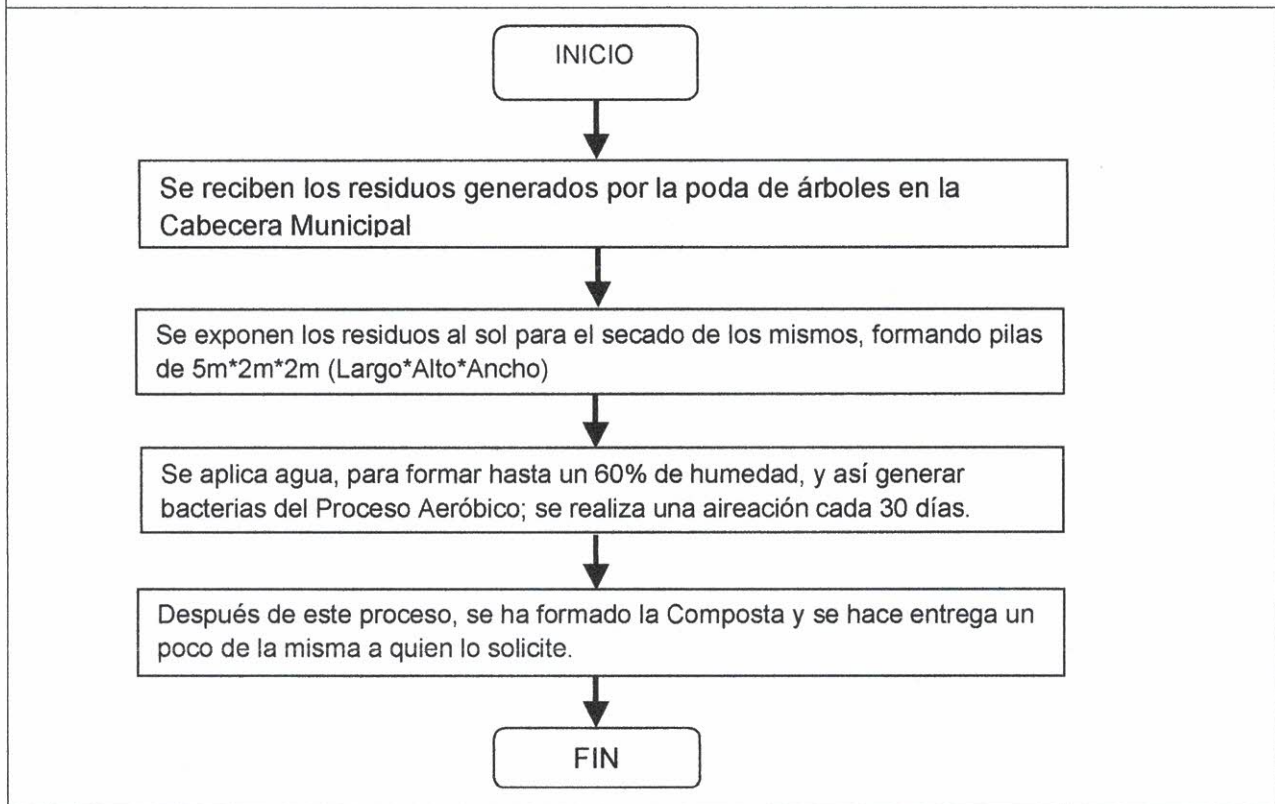 INICIO
Se reciben los residuos generados por la poda de árboles en la
Cabecera Municipal
Se exponen los residuos al sol para el secado de los mismos, formando pilas
de 5m*2m*2m (Largo*Alto*Ancho)
Se aplica agua, para formar hasta un 60% de humedad, y así generar
bacterias del Proceso Aeróbico; se realiza una aireación cada 30 días.
Después de este proceso, se ha formado la Composta y se hace entrega un
poco de la misma a quien lo solicite.
FIN